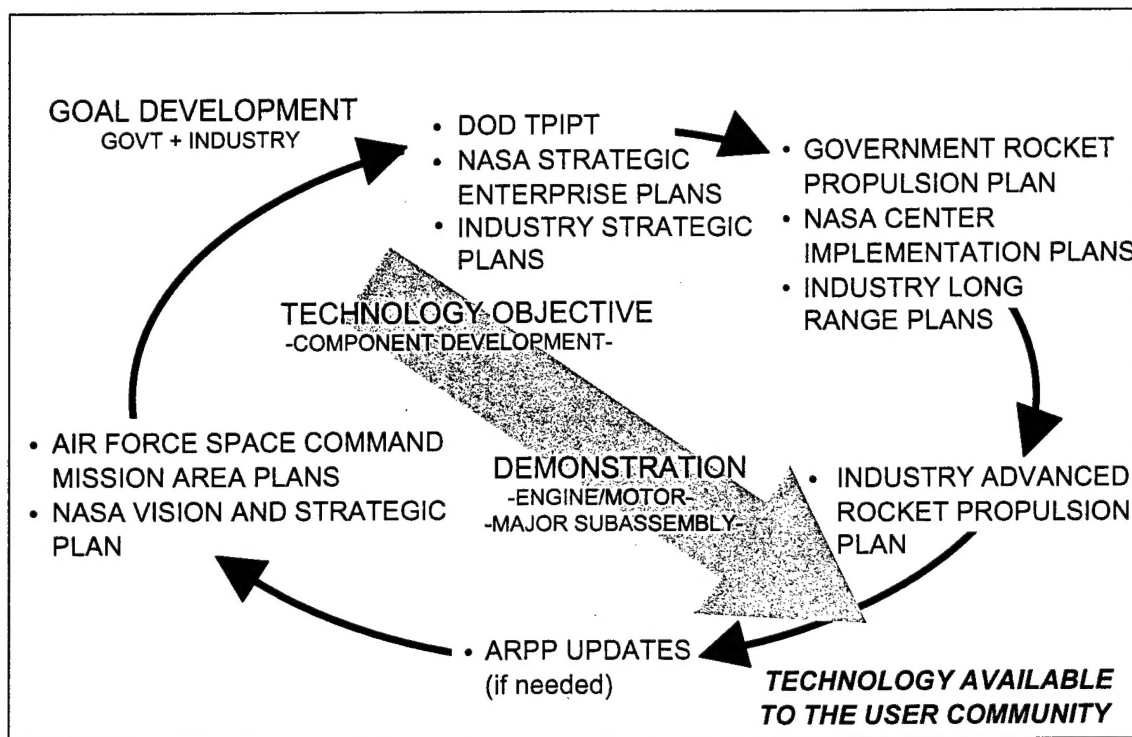 GOAL DEVELOPMENT
GOVT + INDUSTRY
• DOD TPIPT
• NASA STRATEGIC
ENTERPRISE PLANS
• INDUSTRY STRATEGIC
PLANS
• GOVERNMENT ROCKET
PROPULSION PLAN
• NASA CENTER
IMPLEMENTATION PLANS
• INDUSTRY LONG
RANGE PLANS
TECHNOLOGY OBJECTIVE
-COMPONENT DEVELOPMENT-
• AIR FORCE SPACE COMMAND
MISSION AREA PLANS
• NASA VISION AND STRATEGIC
PLAN
DEMONSTRATION
-ENGINE/MOTOR-
-MAJOR SUBASSEMBLY-
• INDUSTRY ADVANCED
ROCKET PROPULSION
PLAN
• ARPP UPDATES
(if needed)
TECHNOLOGY AVAILABLE
TO THE USER COMMUNITY